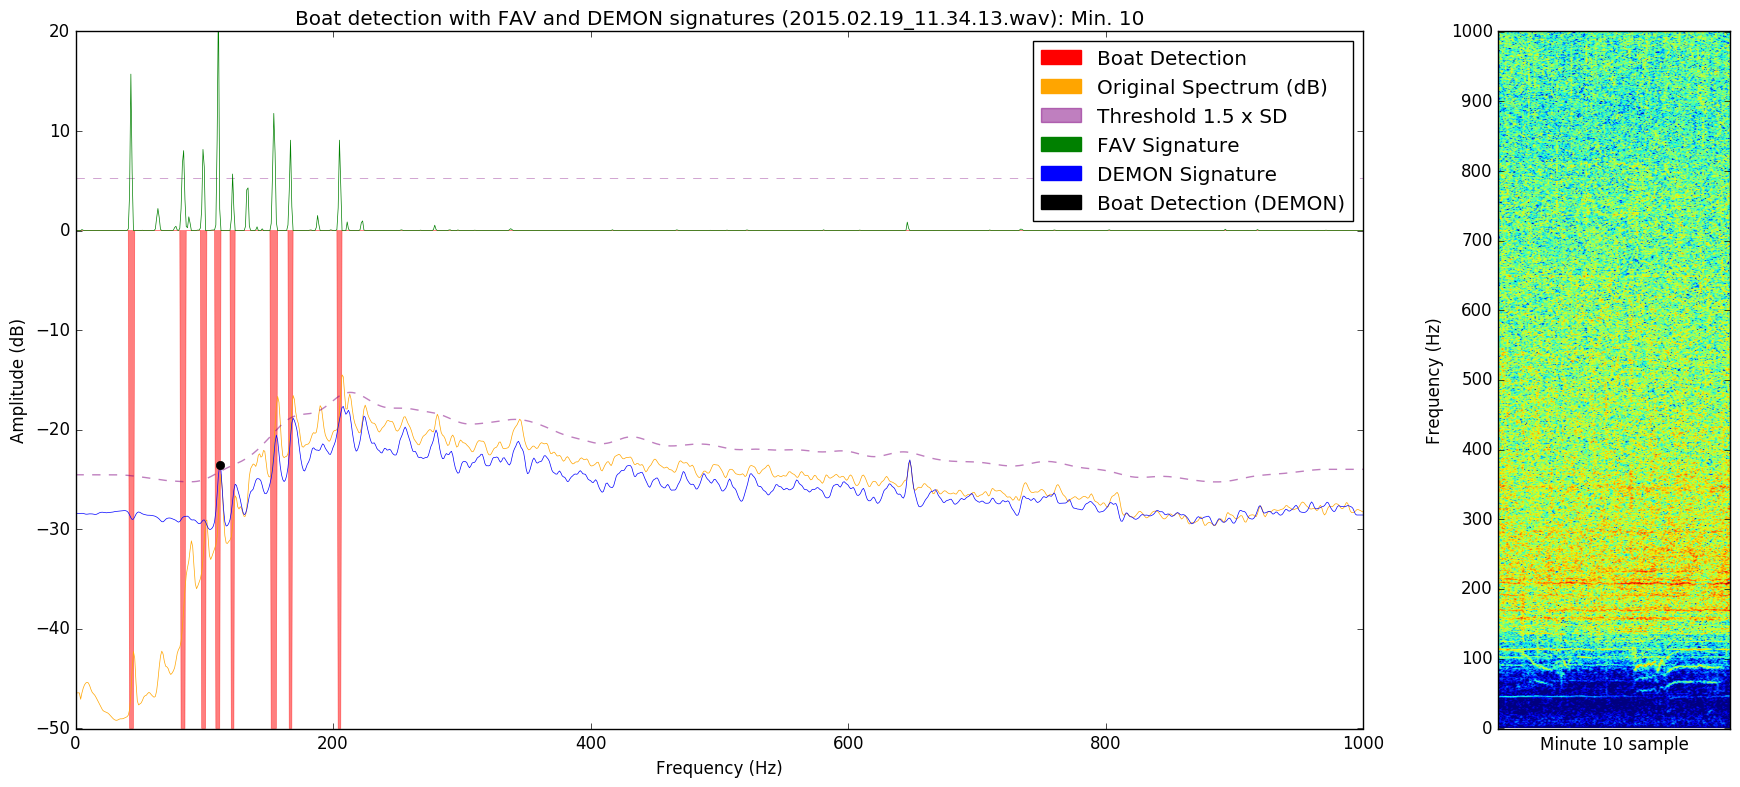 Boat detection with FAV and DEMON signatures (2015.02.19_11.34.13.wav): Min. 10
Boat Detection
Original Spectrum (dB)
Threshold 1.5 x SD
FAV Signature
DEMON Signature
Boat Detection (DEMON)
Amplitude (dB)
20
10
0
−10
−20
−30
−40
−50
0
200
400
600
800
1000
Frequency (Hz)
Frequency (Hz)
1000
900
800
700
600
500
400
300
200
100
0
Minute 10 sample